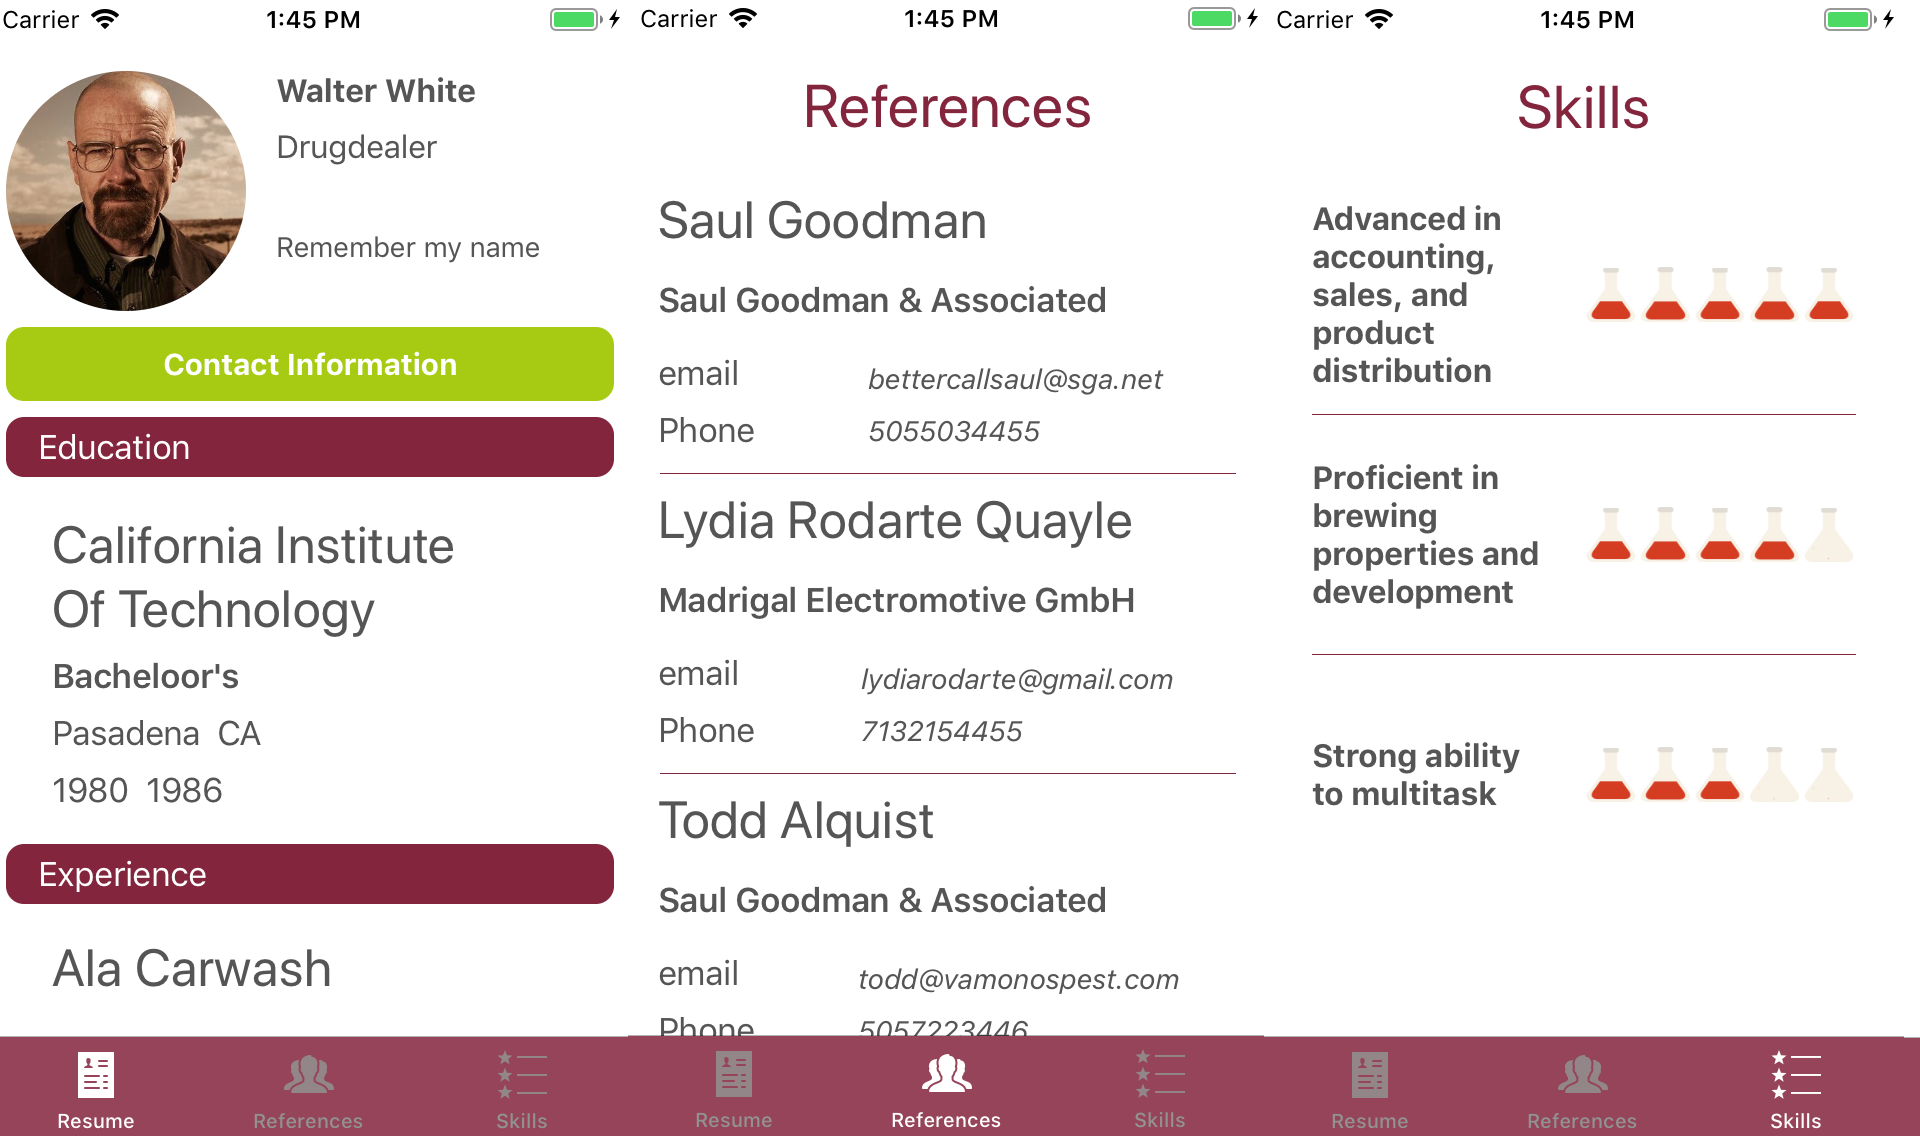 Carrier 1:45 PM
Walter White
Drugdealer
Remember my name
Contact Information
Education
California Institute
Of Technology
Bacheloor's
Pasadena CA
1980 1986
Experience
Ala Carwash
Resume References Skills
Carrier 1:45 PM
References
Saul Goodman
Saul Goodman & Associated
email bettercallsaul@sga.net
Phone 5055034455
Lydia Rodarte Quayle
Madrigal Electromotive GmbH
email lydiarodarte@gmail.com
Phone 7132154455
Todd Alquist
Saul Goodman & Associated
email todd@vamonospest.com
Phone 5057223446
Resume References Skills
Carrier 1:45 PM
Skills
Advanced in
accounting,
sales, and
product
distribution
Proficient in
brewing
properties and
development
Strong ability
to multitask
Resume References Skills